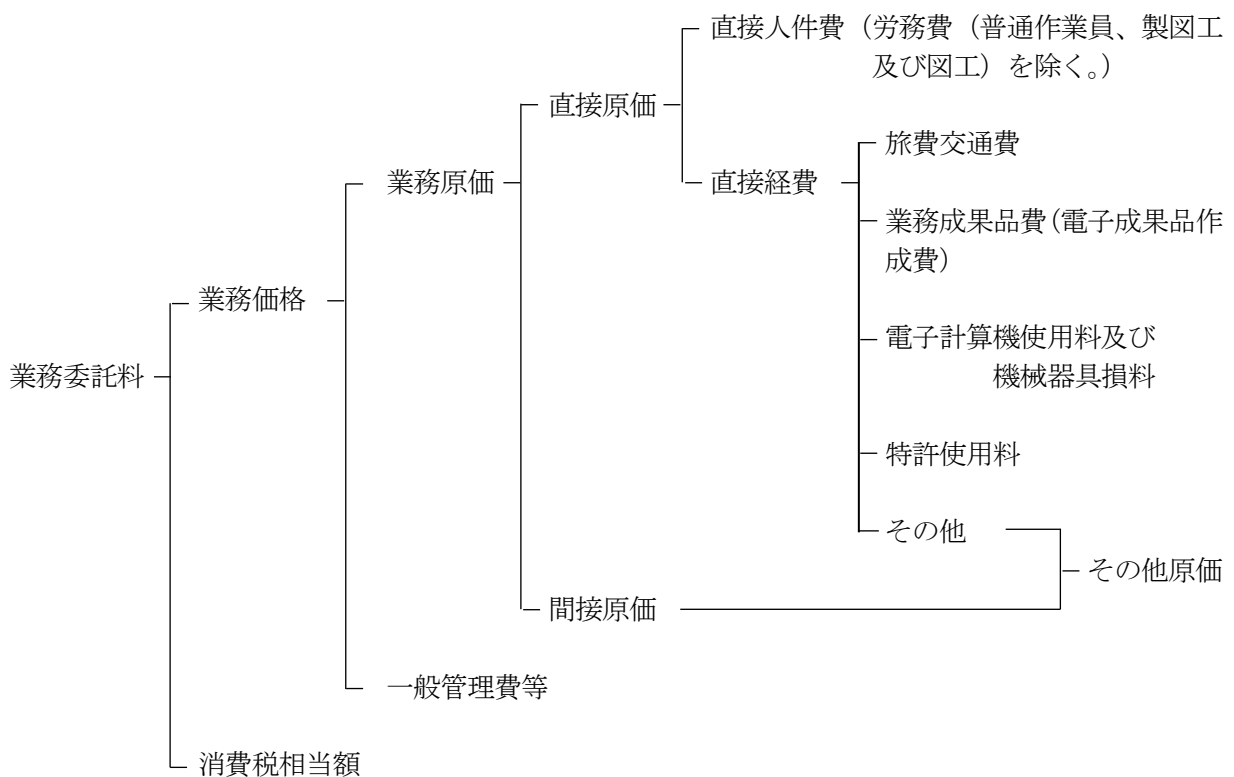 直接人件費（労務費（普通作業員、製図工
及び図工）を除く。）
直接原価
旅費交通費
業務原価
直接経費
業務成果品費（電子成果品作
成費）
業務価格
電子計算機使用料及び
機械器具損料
業務委託料
特許使用料
その他
その他原価
間接原価
一般管理費等
消費税相当額